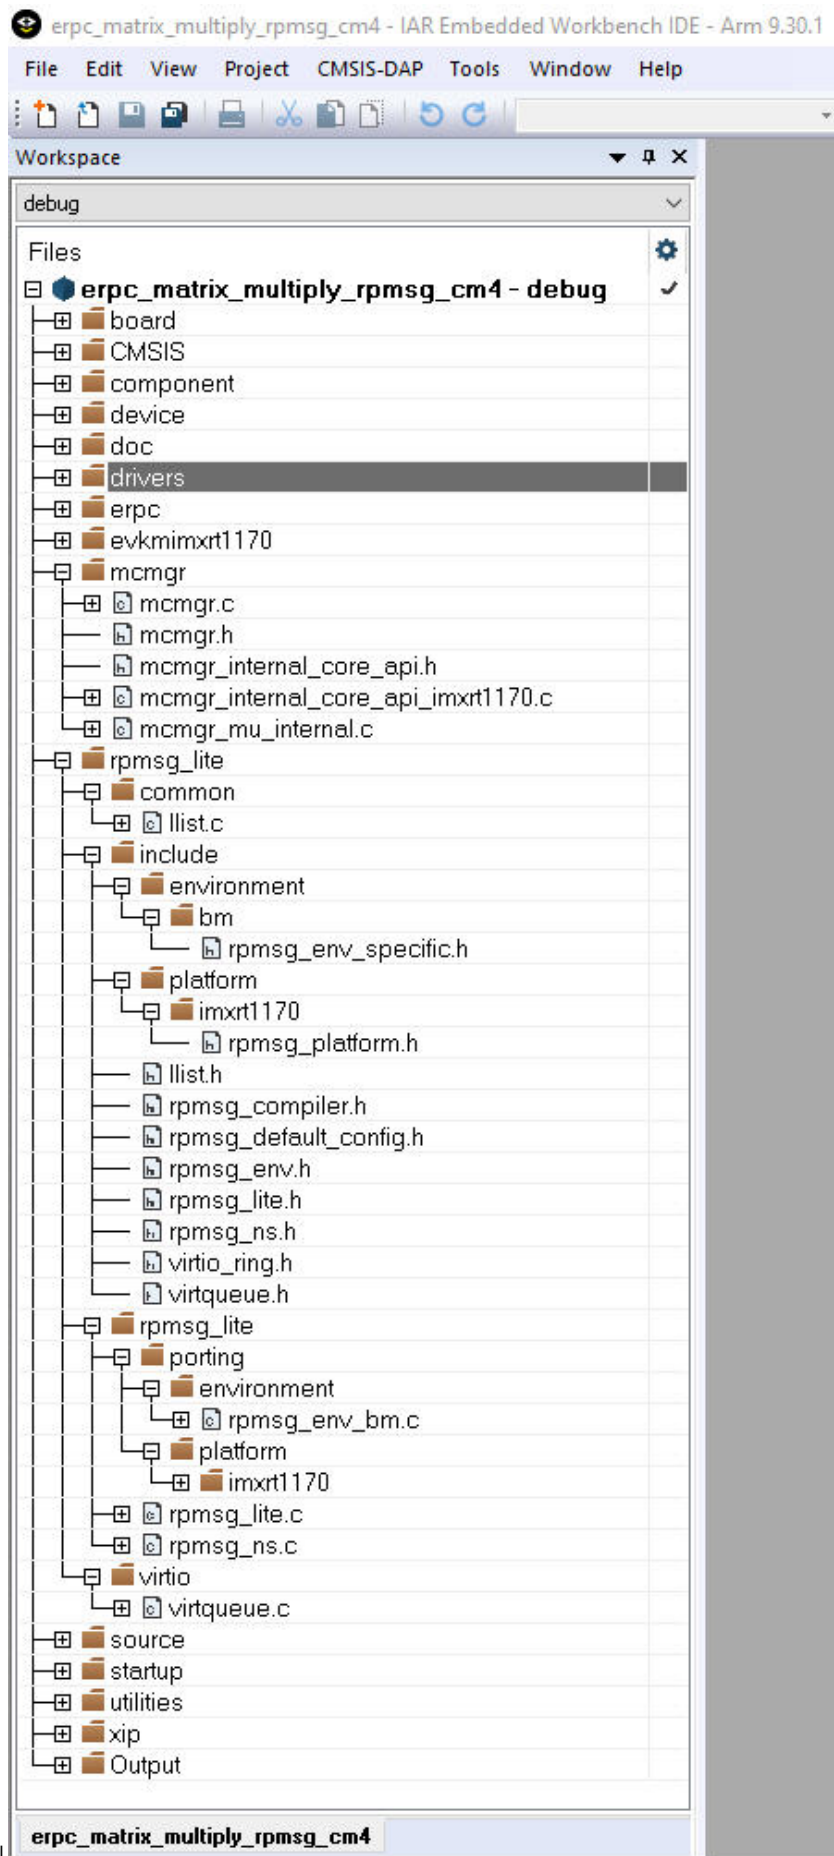 erpc_matrix_multiply_rpmsg_cm4 - IAR Embedded Workbench IDE - Arm 9.30.1
File Edit View Project CMSIS-DAP Tools Window Help
Workspace
debug
Files
erpc_matrix_multiply_rpmsg_cm4 - debug
board
CMSIS
component
device
doc
drivers
erpc
evkmimxrt1170
mcmgr
mcmgr.c
mcmgr.h
mcmgr_internal_core_api.h
mcmgr_internal_core_api_imxrt1170.c
mcmgr_mu_internal.c
rpmsg_lite
common
llist.c
include
environment
bm
rpmsg_env_specific.h
platform
imxrt1170
rpmsg_platform.h
llist.h
rpmsg_compiler.h
rpmsg_default_config.h
rpmsg_env.h
rpmsg_lite.h
rpmsg_ns.h
virtio_ring.h
virtqueue.h
rpmsg_lite
porting
environment
rpmsg_env_bm.c
platform
imxrt1170
rpmsg_lite.c
rpmsg_ns.c
virtio
virtqueue.c
source
startup
utilities
xip
Output
erpc_matrix_multiply_rpmsg_cm4